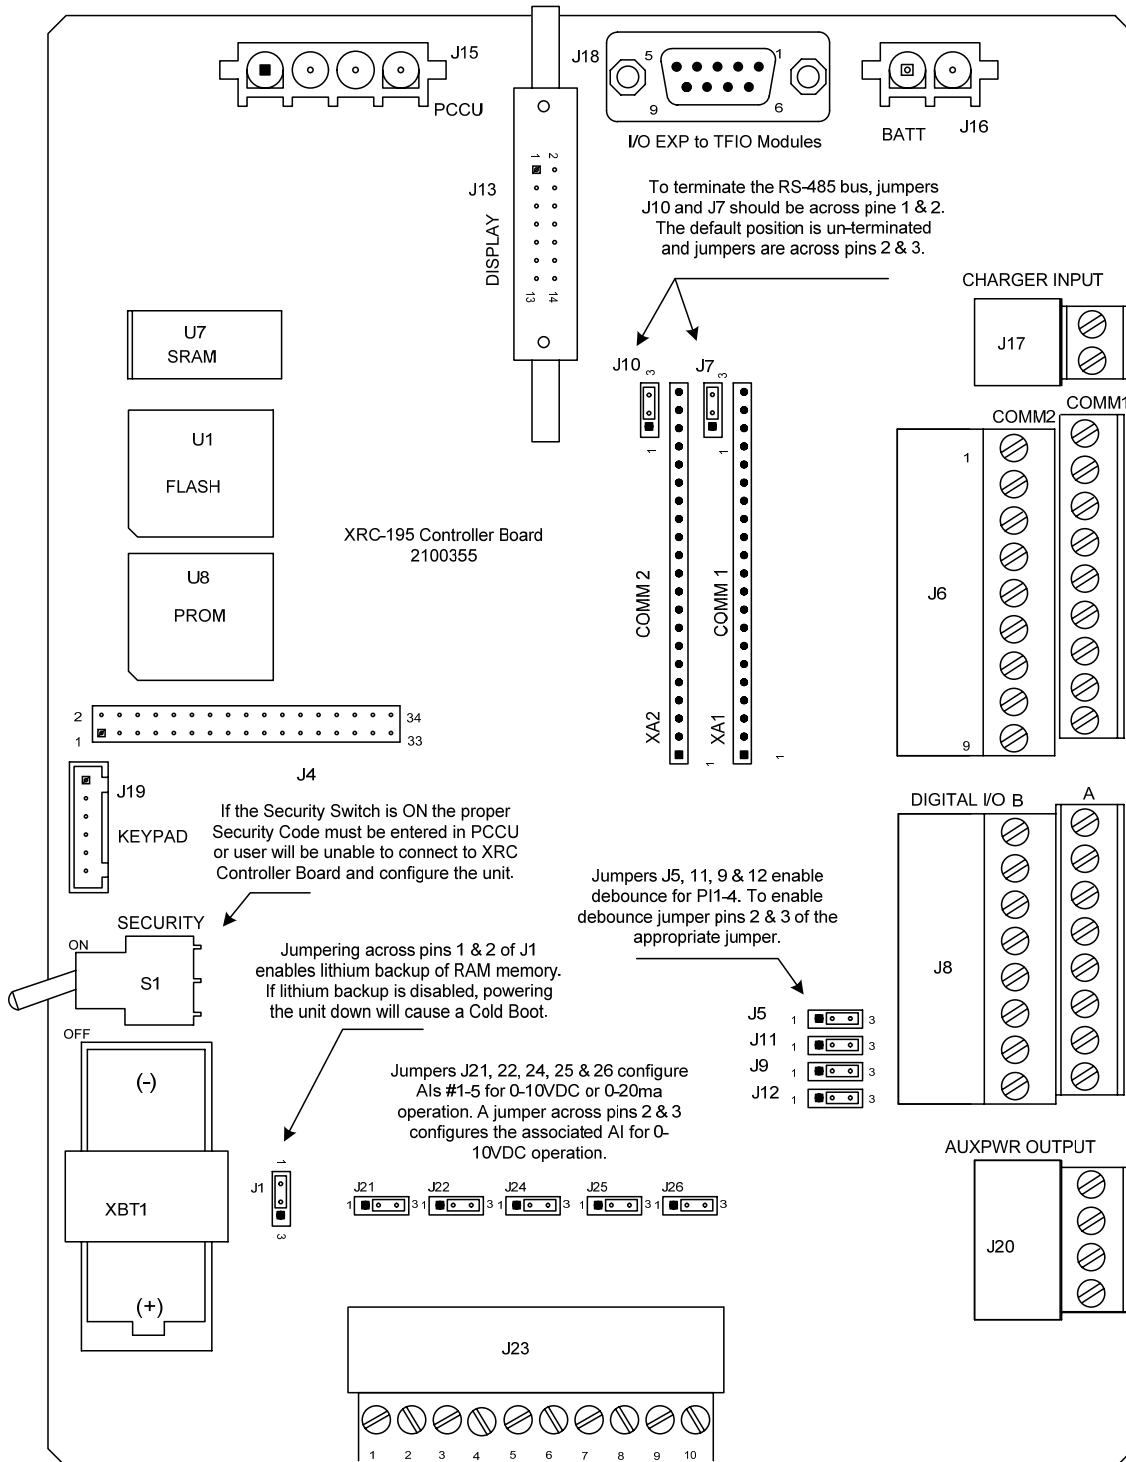 J15
PCCU
J18
5
1
9
6
I/O EXP to TFIO Modules
BATT
J16
1
2
J13
DISPLAY
13
14
To terminate the RS-485 bus, jumpers
J10 and J7 should be across pine 1 & 2.
The default position is un-terminated
and jumpers are across pins 2 & 3.
CHARGER INPUT
J17
U7
SRAM
J10
3
1
J7
3
1
U1
FLASH
COMM2
COMM1
1
J6
9
XRC-195 Controller Board
2100355
U8
PROM
COMM 2
XA2
1
COMM 1
XA1
1
2
1
34
33
J4
J19
KEYPAD
If the Security Switch is ON the proper
Security Code must be entered in PCCU
or user will be unable to connect to XRC
Controller Board and configure the unit.
DIGITAL I/O B
A
J8
Jumpers J5, 11, 9 & 12 enable
debounce for PI1-4. To enable
debounce jumper pins 2 & 3 of the
appropriate jumper.
SECURITY
ON
S1
OFF
Jumpering across pins 1 & 2 of J1
enables lithium backup of RAM memory.
If lithium backup is disabled, powering
the unit down will cause a Cold Boot.
J5
1
3
J11
1
3
J9
1
3
J12
1
3
Jumpers J21, 22, 24, 25 & 26 configure
AIs #1-5 for 0-10VDC or 0-20ma
operation. A jumper across pins 2 & 3
configures the associated AI for 0-
10VDC operation.
(-)
XBT1
(+)
J1
1
3
J21
1
3
J22
1
3
J24
1
3
J25
1
3
J26
1
3
AUXPWR OUTPUT
J20
J23
1 2 3 4 5 6 7 8 9 10